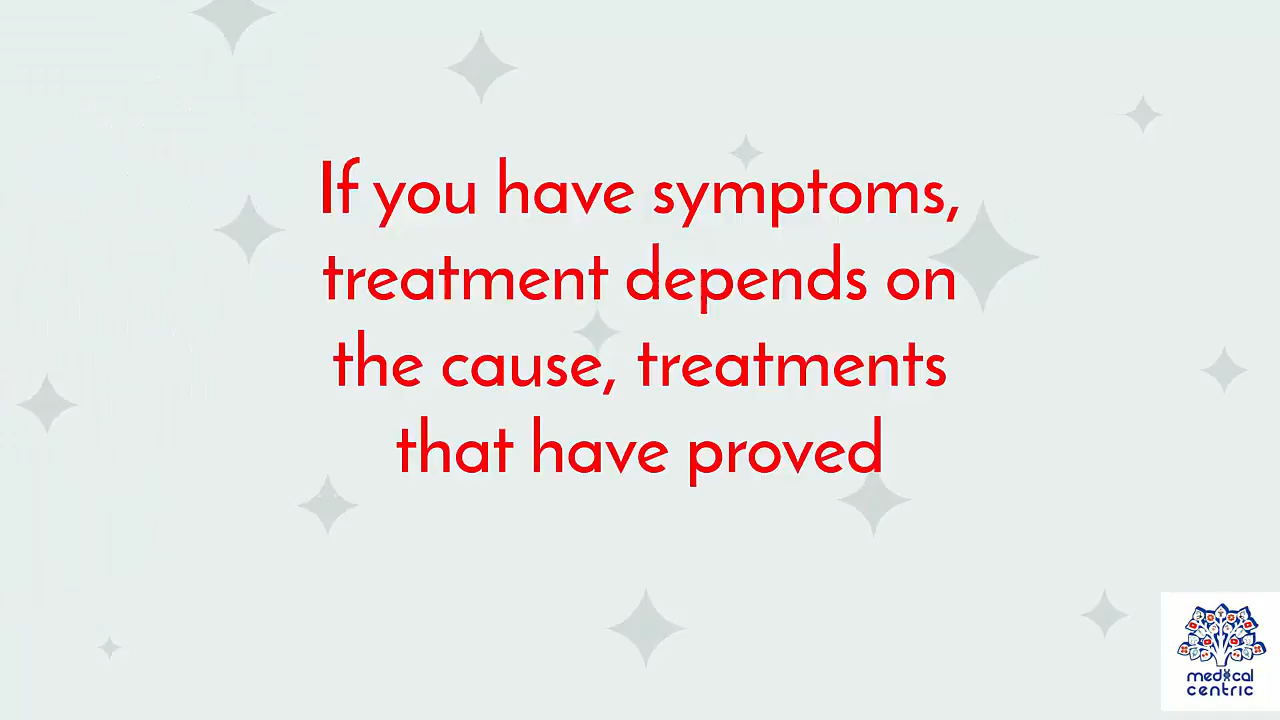 If you have symptoms,
treatment depends on
the cause, treatments
that have proved
medical
centric